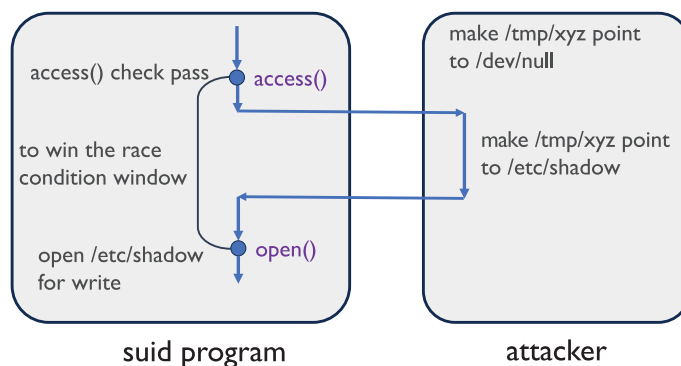 make /tmp/xyz point
to /dev/null
access() check pass
access()
make /tmp/xyz point
to /etc/shadow
to win the race
condition window
open /etc/shadow
for write
open()
suid program
attacker